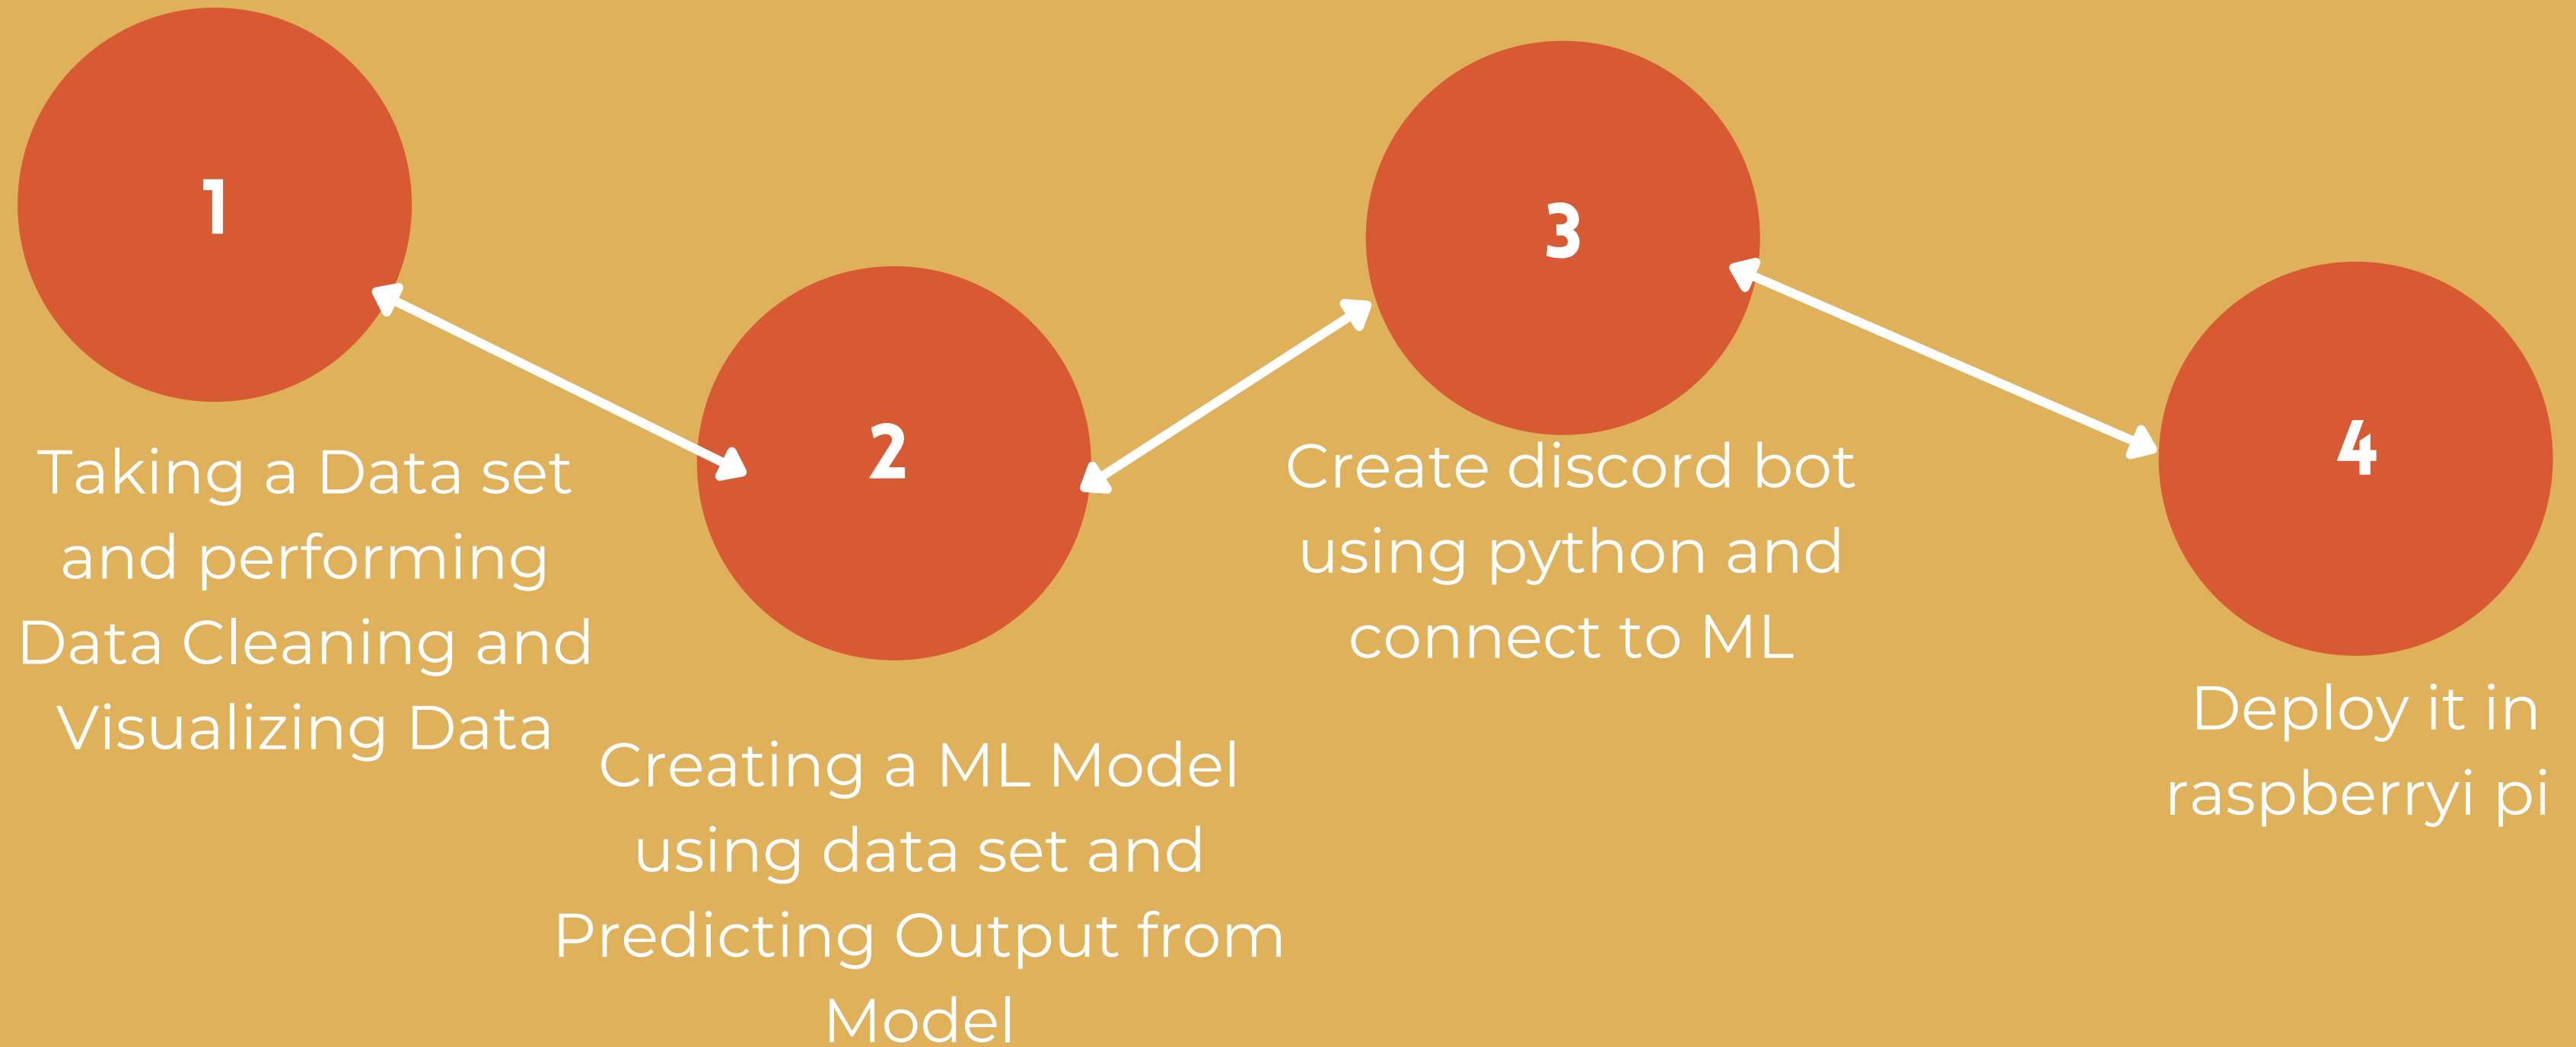 1
Taking a Data set
and performing
Data Cleaning and
Visualizing Data
2
Creating a ML Model
using data set and
Predicting Output from
Model
3
Create discord bot
using python and
connect to ML
4
Deploy it in
raspberryi pi